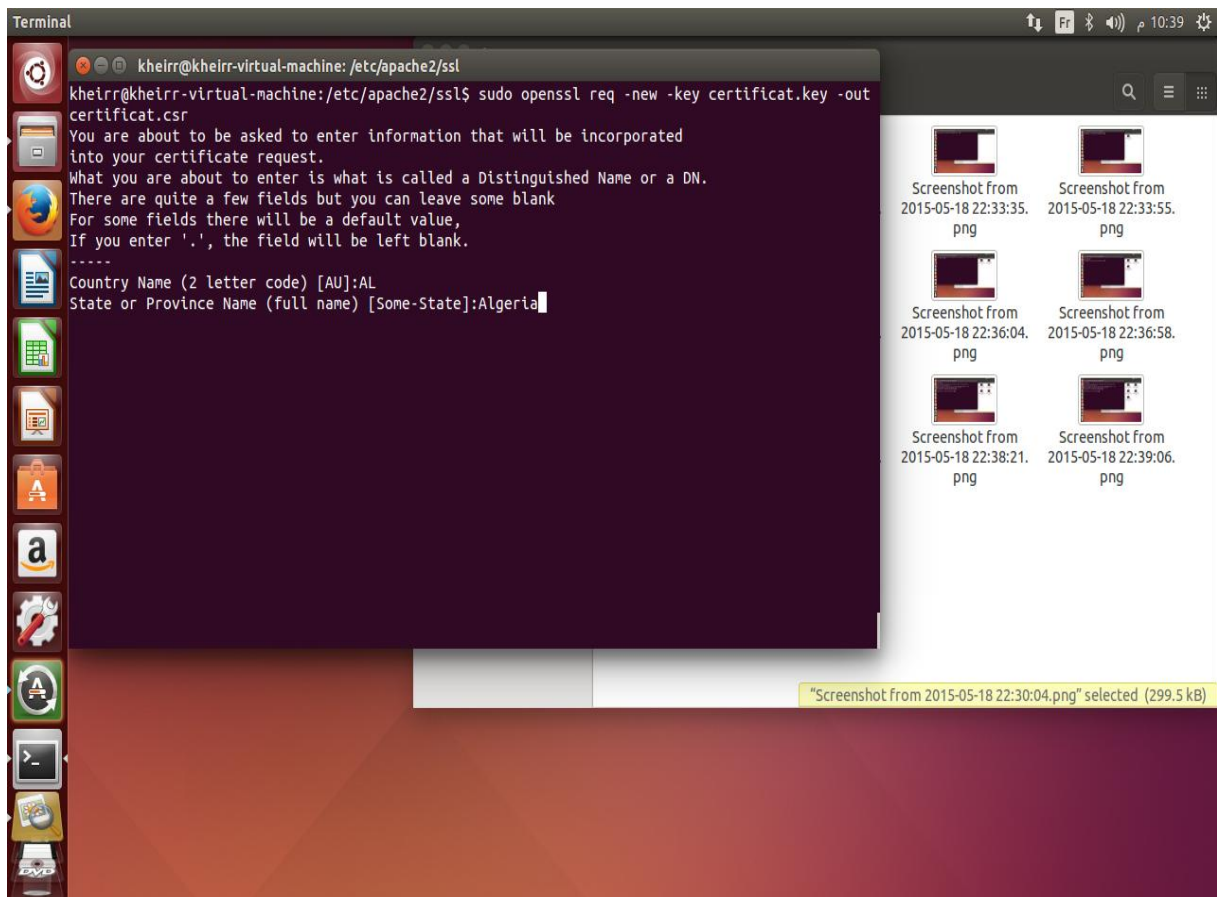 Terminal
Fr
م 10:39
kheirr@kheirr-virtual-machine: /etc/apache2/ssl
kheirr@kheirr-virtual-machine:/etc/apache2/ssl$ sudo openssl req -new -key certificat.key -out
certificat.csr
You are about to be asked to enter information that will be incorporated
into your certificate request.
What you are about to enter is what is called a Distinguished Name or a DN.
There are quite a few fields but you can leave some blank
For some fields there will be a default value,
If you enter '.', the field will be left blank.
-----
Country Name (2 letter code) [AU]:AL
State or Province Name (full name) [Some-State]:Algeria
Screenshot from
2015-05-18 22:33:35.
png
Screenshot from
2015-05-18 22:33:55.
png
Screenshot from
2015-05-18 22:36:04.
png
Screenshot from
2015-05-18 22:36:58.
png
Screenshot from
2015-05-18 22:38:21.
png
Screenshot from
2015-05-18 22:39:06.
png
"Screenshot from 2015-05-18 22:30:04.png" selected (299.5 kB)
DVD